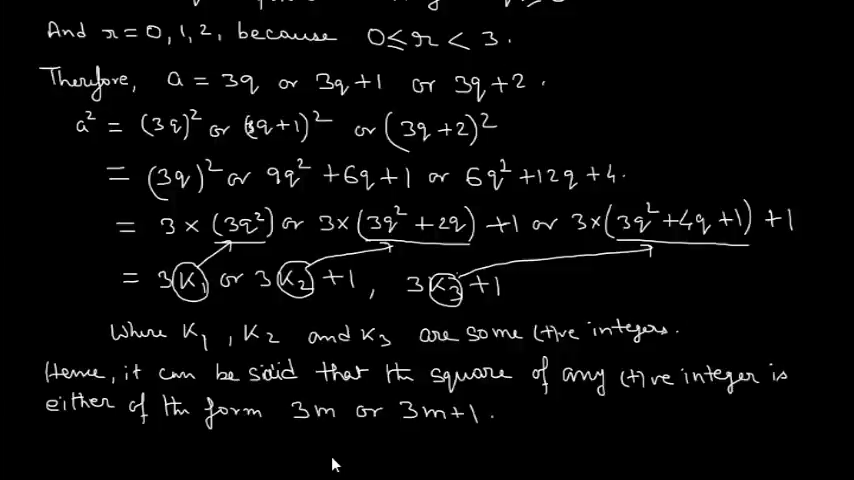 And r = 0, 1, 2, because 0 ≤ r < 3.
Therefore, a = 3q or 3q+1 or 3q+2.
a² = (3q)² or (3q+1)² or (3q+2)²
= (3q)² or 9q² + 6q + 1 or 6q² + 12q + 4.
= 3 × (3q²) or 3 × (3q² + 2q) + 1 or 3 × (3q² + 4q + 1) + 1
= 3K₁ or 3K₂ + 1, 3K₃ + 1
Where K₁, K₂ and K₃ are some (+)ve integers.
Hence, it can be said that the square of any (+)ve integer is
either of the form 3m or 3m+1.